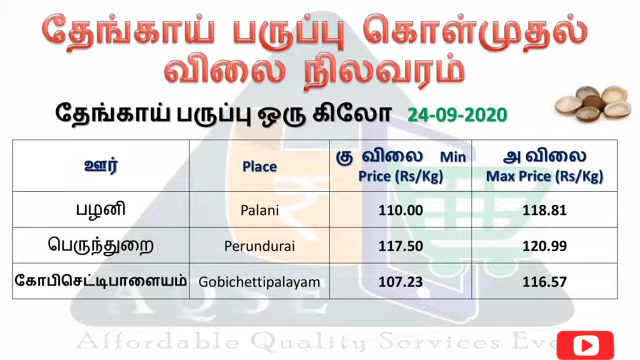 தேங்காய் பருப்பு கொள்முதல்
விலை நிலவரம்
தேங்காய் பருப்பு ஒரு கிலோ 24-09-2020
ஊர் Place கு விலை Min Price (Rs/Kg) அ விலை Max Price (Rs/Kg)
பழனி Palani 110.00 118.81
பெருந்துறை Perundurai 117.50 120.99
கோபிசெட்டிபாளையம் Gobichettipalayam 107.23 116.57
AQSE
Affordable Quality Services